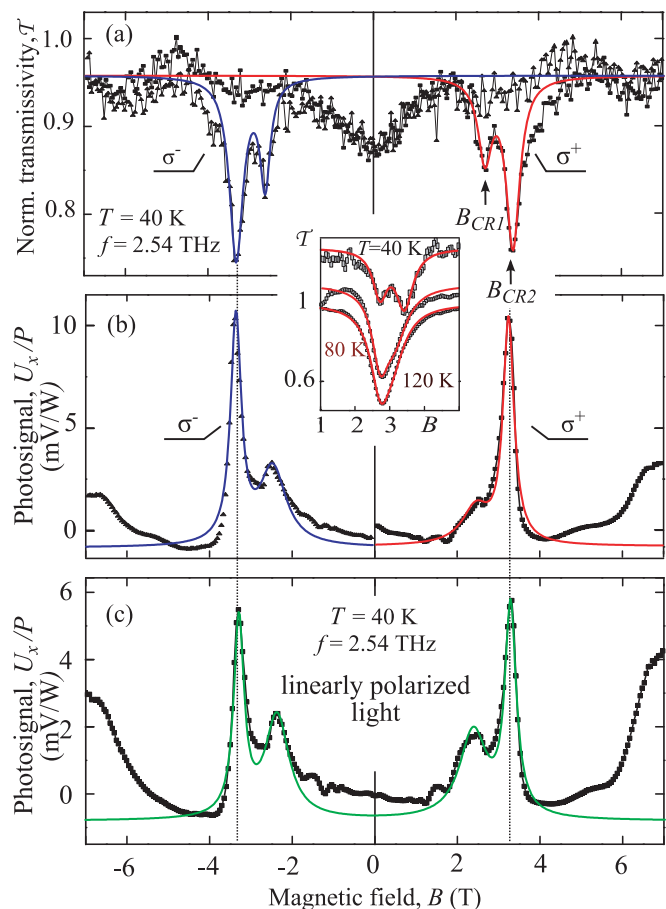 (a)
Norm. transmissivity, 𝒯
1.0
0.9
0.8
σ-
σ+
T = 40 K
f = 2.54 THz
B_CR1
B_CR2
𝒯
T=40 K
1
80 K
120 K
0.6
1 2 3 B
(b)
Photosignal, U_x/P
(mV/W)
10
5
0
σ-
σ+
(c)
Photosignal, U_x/P
(mV/W)
6
4
2
0
T = 40 K
f = 2.54 THz
linearly polarized
light
-6 -4 -2 0 2 4 6
Magnetic field, B (T)